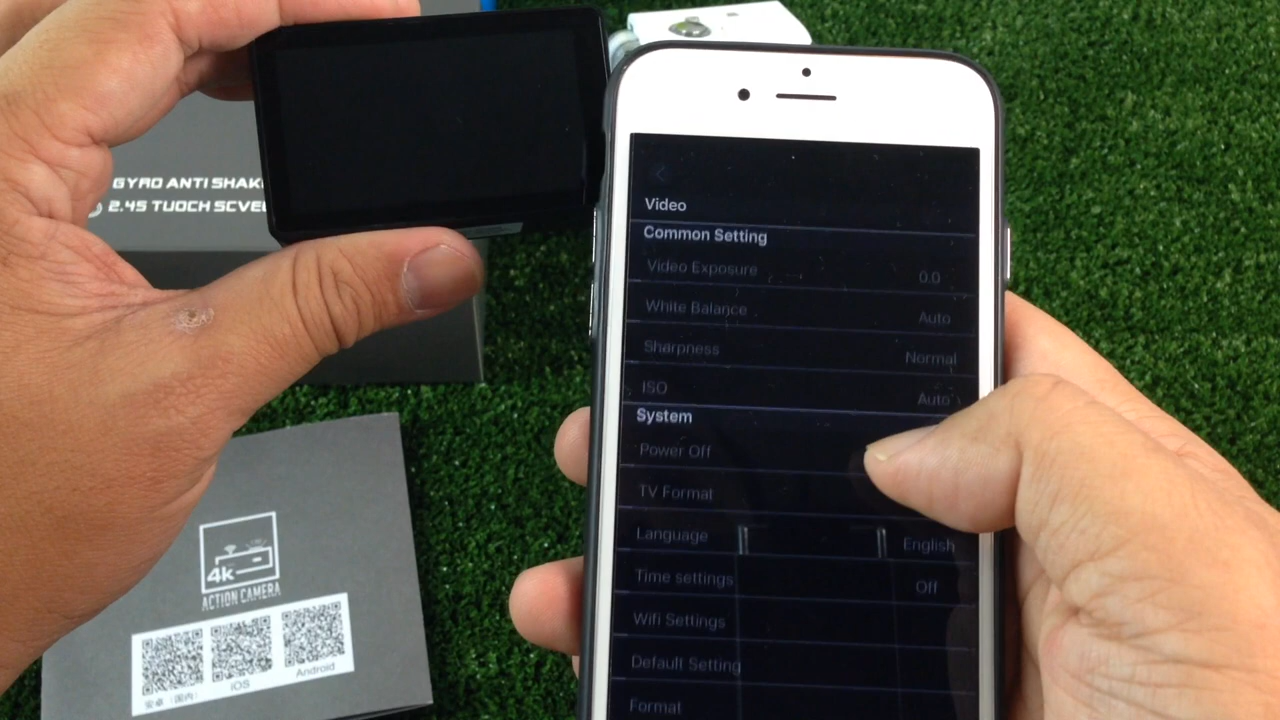 GYRO ANTI SHAK
2.45 TUOCH SCVEE
Video
Common Setting
Video Exposure 0.0
White Balance Auto
Sharpness Normal
ISO Auto
System
Power Off
TV Format
Language English
Time settings Off
Wifi Settings
Default Setting
Format
4k
ACTION CAMERA
安卓（国内）
iOS
Android